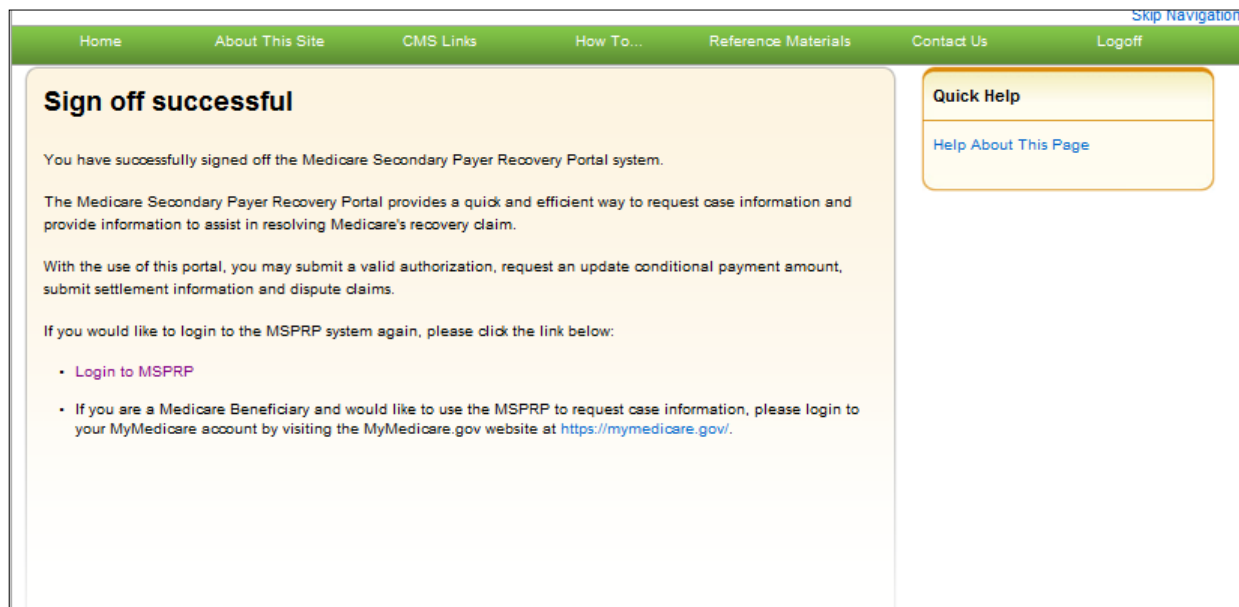 Skip Navigation
Home About This Site CMS Links How To... Reference Materials Contact Us Logoff
Sign off successful
You have successfully signed off the Medicare Secondary Payer Recovery Portal system.
The Medicare Secondary Payer Recovery Portal provides a quick and efficient way to request case information and
provide information to assist in resolving Medicare's recovery claim.
With the use of this portal, you may submit a valid authorization, request an update conditional payment amount,
submit settlement information and dispute claims.
If you would like to login to the MSPRP system again, please click the link below:
▪ Login to MSPRP
▪ If you are a Medicare Beneficiary and would like to use the MSPRP to request case information, please login to
your MyMedicare account by visiting the MyMedicare.gov website at https://mymedicare.gov/.
Quick Help
Help About This Page